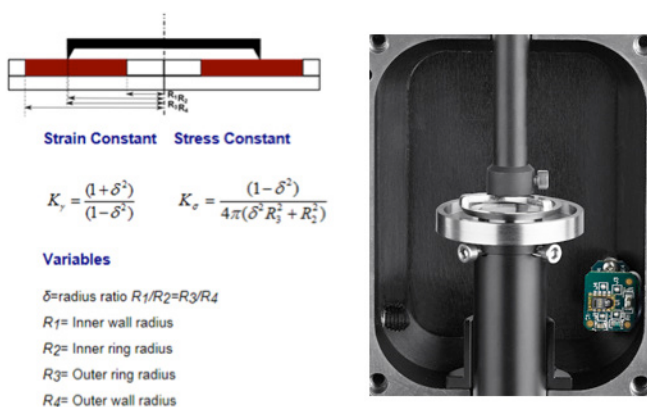 R1
R2
R3
R4
Strain Constant Stress Constant
Kγ = (1+δ²) / (1−δ²) Kσ = (1−δ²) / 4π(δ²R₃²+R₂²)
Variables
δ=radius ratio R1/R2=R3/R4
R1= Inner wall radius
R2= Inner ring radius
R3= Outer ring radius
R4= Outer wall radius